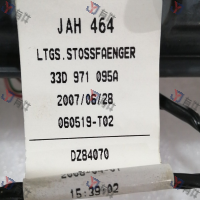 JAH 464
LTGS.STOSSFAENGER
33D 971 095A
2007/06/28
060519-T02
DZ84070
15:39:02